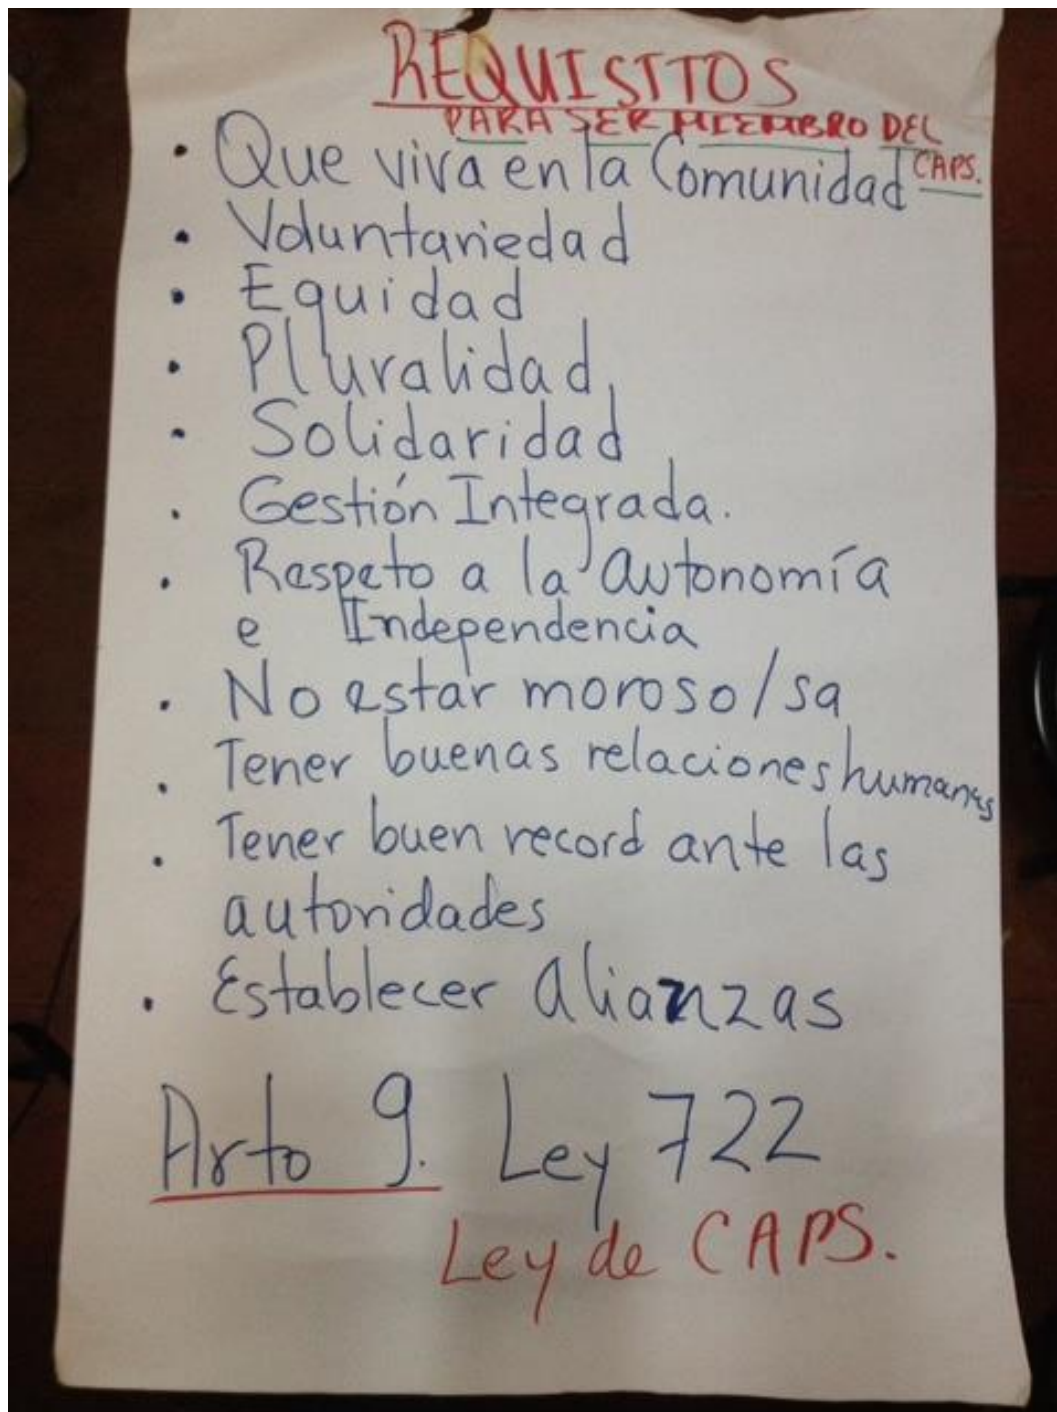 REQUISITOS
PARA SER MIEMBRO DEL
CAPS.
• Que viva en la Comunidad
• Voluntariedad
• Equidad
• Pluralidad
• Solidaridad
• Gestión Integrada.
• Respeto a la autonomía
e Independencia
• No estar moroso/sa
• Tener buenas relaciones humanas
• Tener buen record ante las
autoridades
• Establecer alianzas
Arto 9. Ley 722
Ley de CAPS.